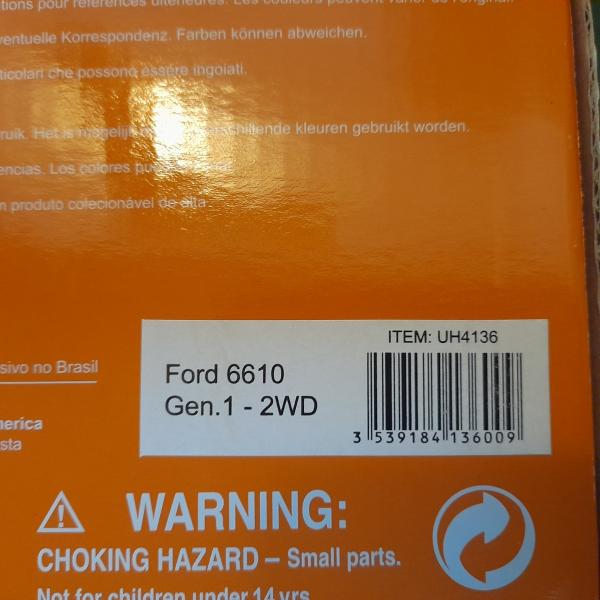 tions pour références ultérieures. Les couleurs peuvent varier de l'original.
ventuelle Korrespondenz. Farben können abweichen.
ticolari che possono essere ingoiati.
ruik. Het is mogelijk verschillende kleuren gebruikt worden.
encias. Los colores
m produto colecionável de alta
sivo no Brasil
merica
sta
ITEM: UH4136
Ford 6610
Gen.1 - 2WD
3 539184 136009
WARNING:
CHOKING HAZARD – Small parts.
Not for children under 14 yrs